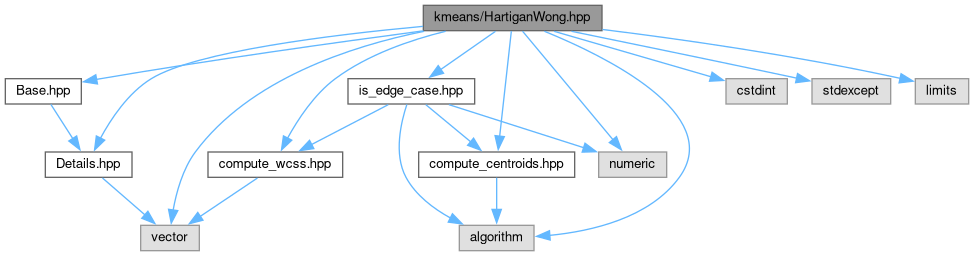 kmeans/HartiganWong.hpp
Base.hpp
is_edge_case.hpp
cstdint
stdexcept
limits
Details.hpp
compute_wcss.hpp
compute_centroids.hpp
numeric
vector
algorithm